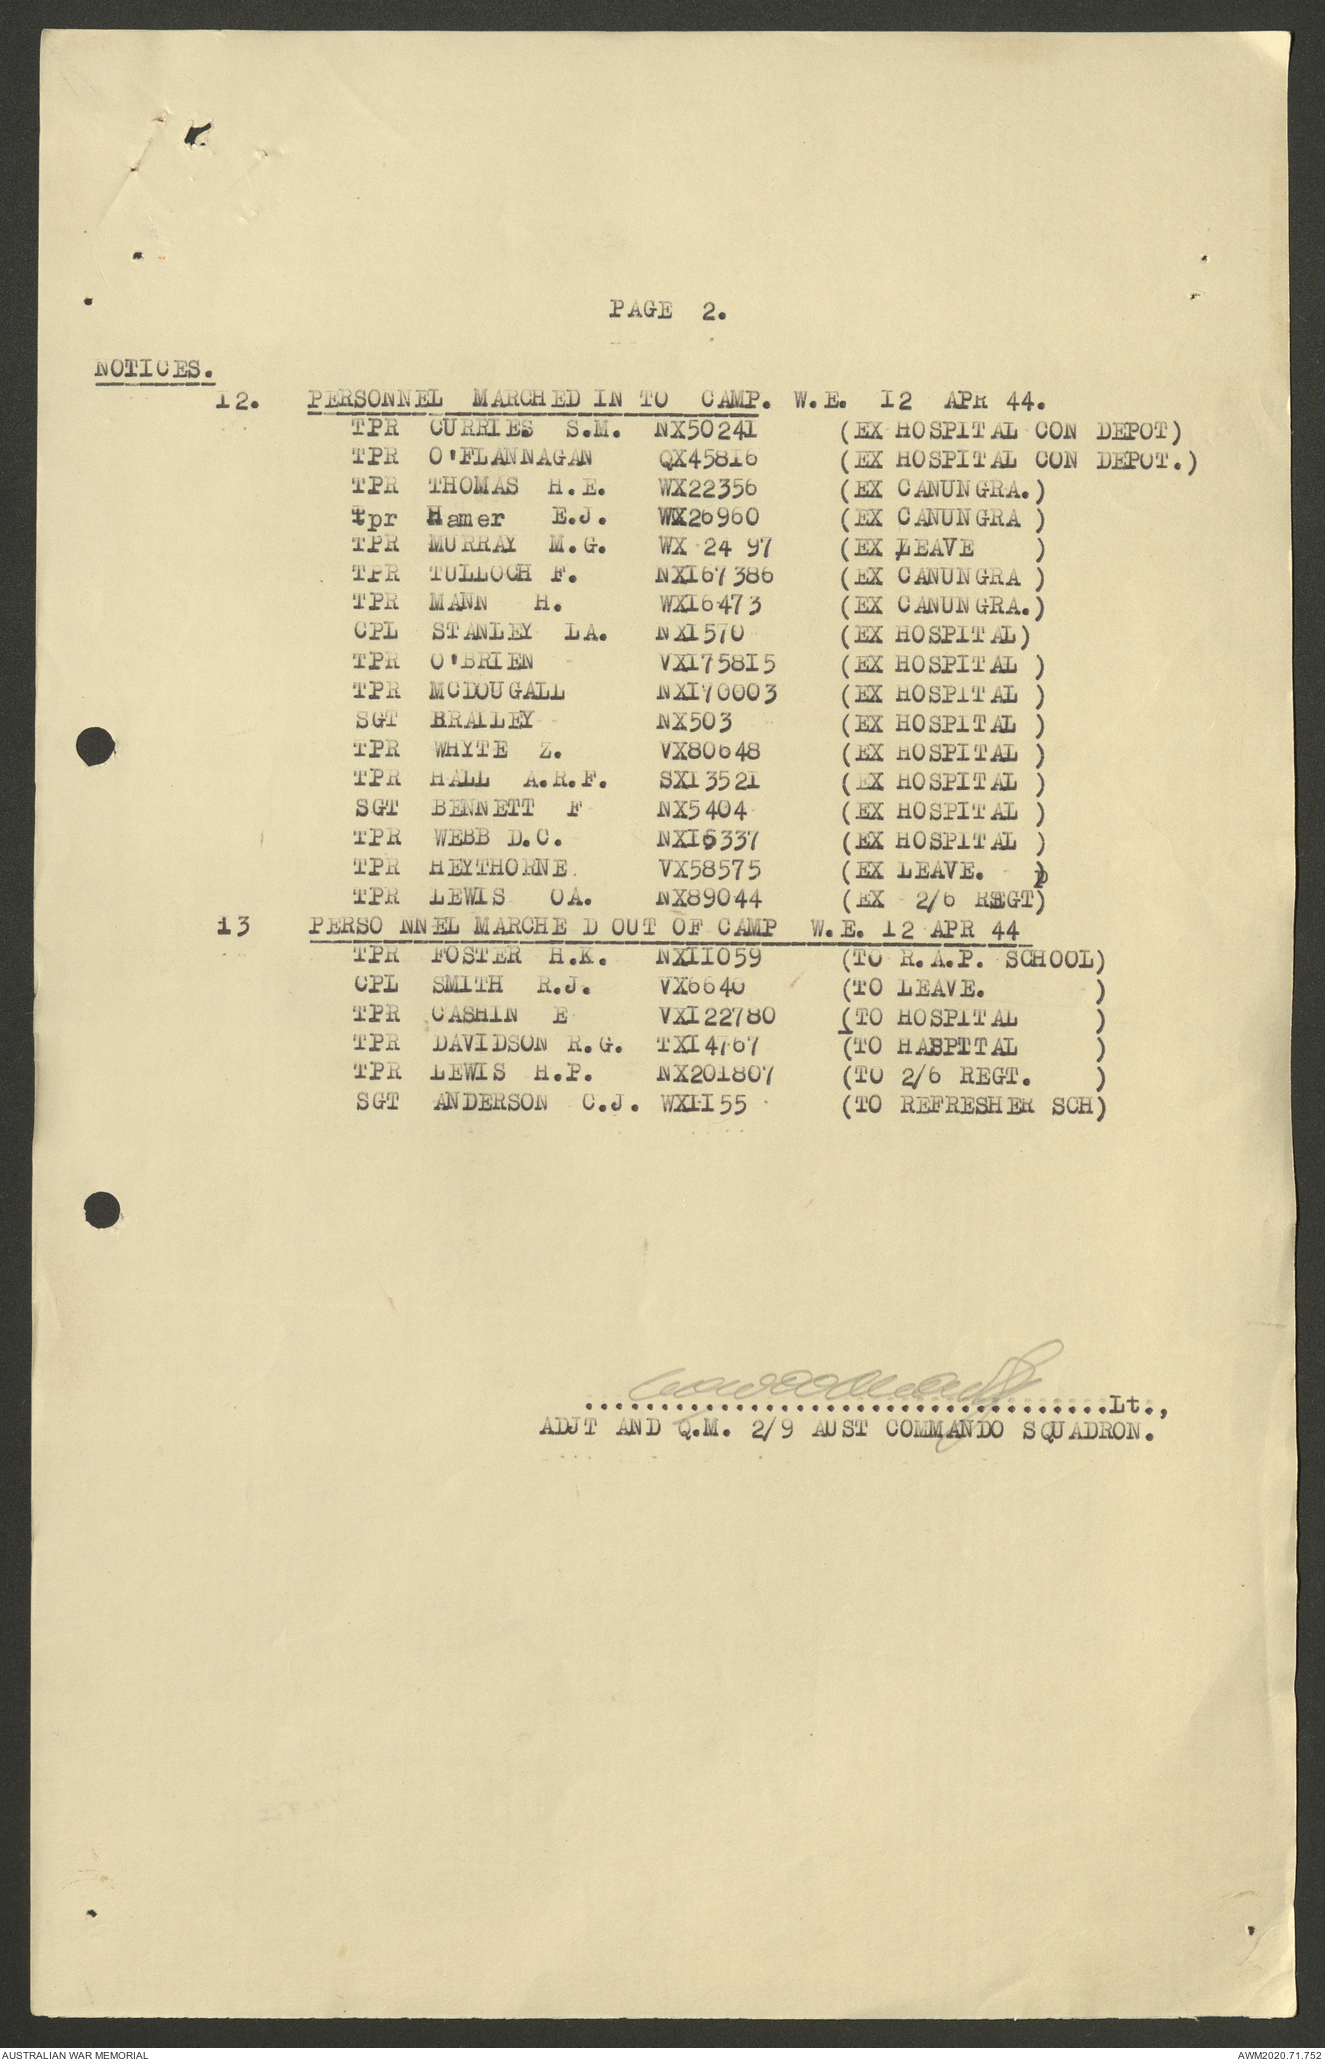 PAGE 2.
NOTICES.
12. PERSONNEL MARCHED IN TO CAMP. W.E. 12 APR 44.
TPR CURRIES S.M. NX50241 (EX HOSPITAL CON DEPOT)
TPR O'FLANNAGAN QX45816 (EX HOSPITAL CON DEPOT.)
TPR THOMAS H.E. WX22356 (EX CANUNGRA.)
tpr Hamer E.J. WX26960 (EX CANUNGRA )
TPR MURRAY M.G. WX 24 97 (EX LEAVE )
TPR TULLOCH F. NX167386 (EX CANUNGRA )
TPR MANN H. WX16473 (EX CANUNGRA.)
CPL STANLEY LA. NX1570 (EX HOSPITAL)
TPR O'BRIEN VX175815 (EX HOSPITAL )
TPR MCDOUGALL NX170003 (EX HOSPITAL )
SGT BRAILEY NX503 (EX HOSPITAL )
TPR WHYTE Z. VX80648 (EX HOSPITAL )
TPR HALL A.R.F. SX13521 (EX HOSPITAL )
SGT BENNETT F NX5404 (EX HOSPITAL )
TPR WEBB D.C. NX16337 (EX HOSPITAL )
TPR HEYTHORNE. VX58575 (EX LEAVE. )
TPR LEWIS OA. NX89044 (EX 2/6 REGT)
13 PERSO NNEL MARCHE D OUT OF CAMP W.E. 12 APR 44
TPR FOSTER H.K. NX11059 (TO R.A.P. SCHOOL)
CPL SMITH R.J. VX6640 (TO LEAVE. )
TPR CASHIN E VX122780 (TO HOSPITAL )
TPR DAVIDSON R.G. TX14767 (TO HASPITAL )
TPR LEWIS H.P. NX201807 (TO 2/6 REGT. )
SGT ANDERSON C.J. WX11155 (TO REFRESHER SCH)
...................................Lt.,
ADJT AND Q.M. 2/9 AUST COMMANDO SQUADRON.
AUSTRALIAN WAR MEMORIAL
AWM2020.71.752